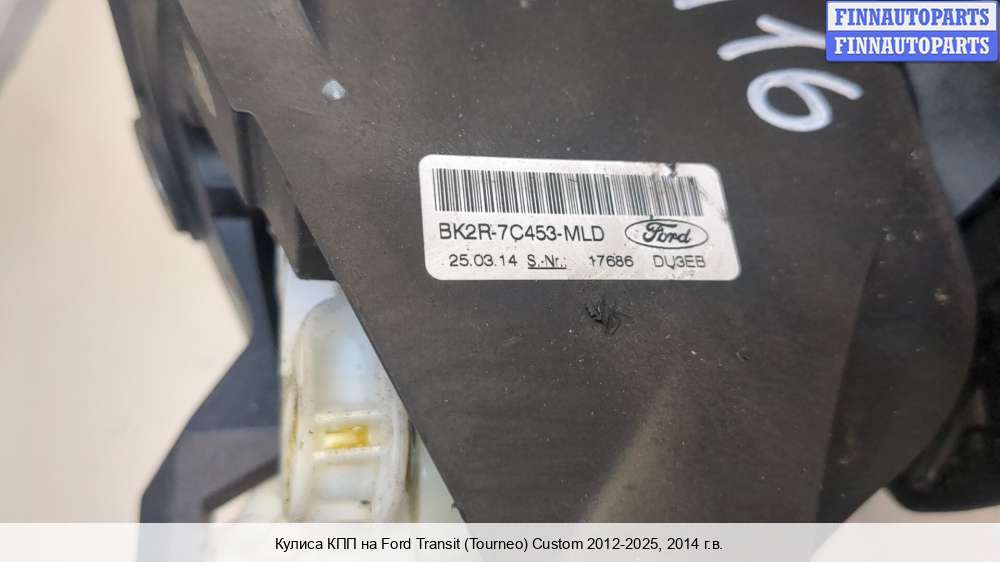 FINNAUTOPARTS
FINNAUTOPARTS
BK2R-7C453-MLD Ford
25.03.14 S.-Nr.: 17686 DU3EB
Кулиса КПП на Ford Transit (Tourneo) Custom 2012-2025, 2014 г.в.